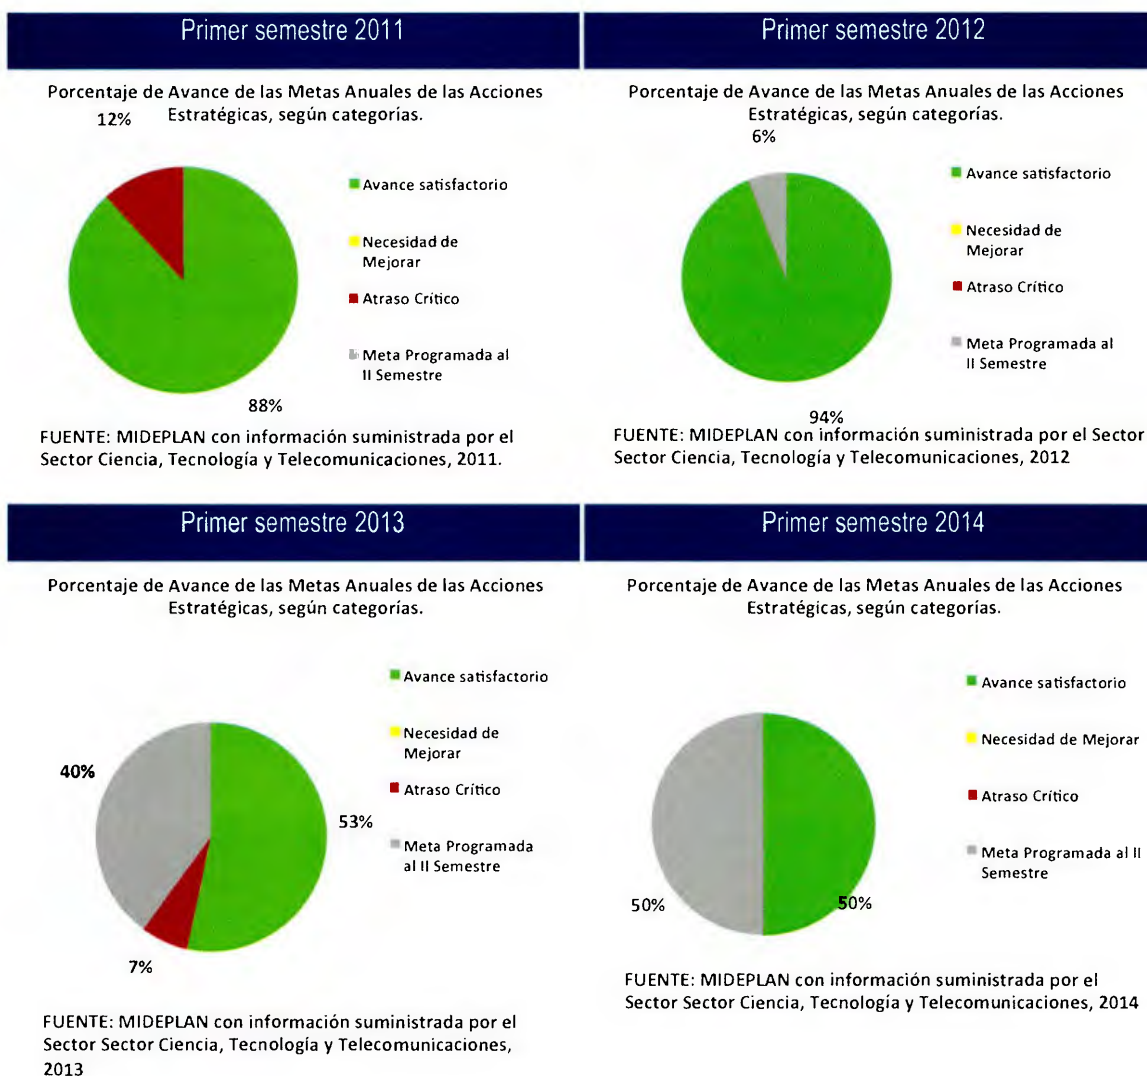 Primer semestre 2011
Porcentaje de Avance de las Metas Anuales de las Acciones
Estratégicas, según categorías.
12%
Avance satisfactorio
Necesidad de
Mejorar
Atraso Crítico
Meta Programada al
II Semestre
88%
FUENTE: MIDEPLAN con información suministrada por el
Sector Ciencia, Tecnología y Telecomunicaciones, 2011.
Primer semestre 2012
Porcentaje de Avance de las Metas Anuales de las Acciones
Estratégicas, según categorías.
6%
Avance satisfactorio
Necesidad de
Mejorar
Atraso Crítico
Meta Programada al
II Semestre
94%
FUENTE: MIDEPLAN con información suministrada por el Sector
Sector Ciencia, Tecnología y Telecomunicaciones, 2012
Primer semestre 2013
Porcentaje de Avance de las Metas Anuales de las Acciones
Estratégicas, según categorías.
Avance satisfactorio
Necesidad de
Mejorar
Atraso Crítico
Meta Programada
al II Semestre
40%
53%
7%
FUENTE: MIDEPLAN con información suministrada por el
Sector Sector Ciencia, Tecnología y Telecomunicaciones,
2013
Primer semestre 2014
Porcentaje de Avance de las Metas Anuales de las Acciones
Estratégicas, según categorías.
Avance satisfactorio
Necesidad de Mejorar
Atraso Crítico
Meta Programada al II
Semestre
50%
50%
FUENTE: MIDEPLAN con información suministrada por el
Sector Sector Ciencia, Tecnología y Telecomunicaciones, 2014